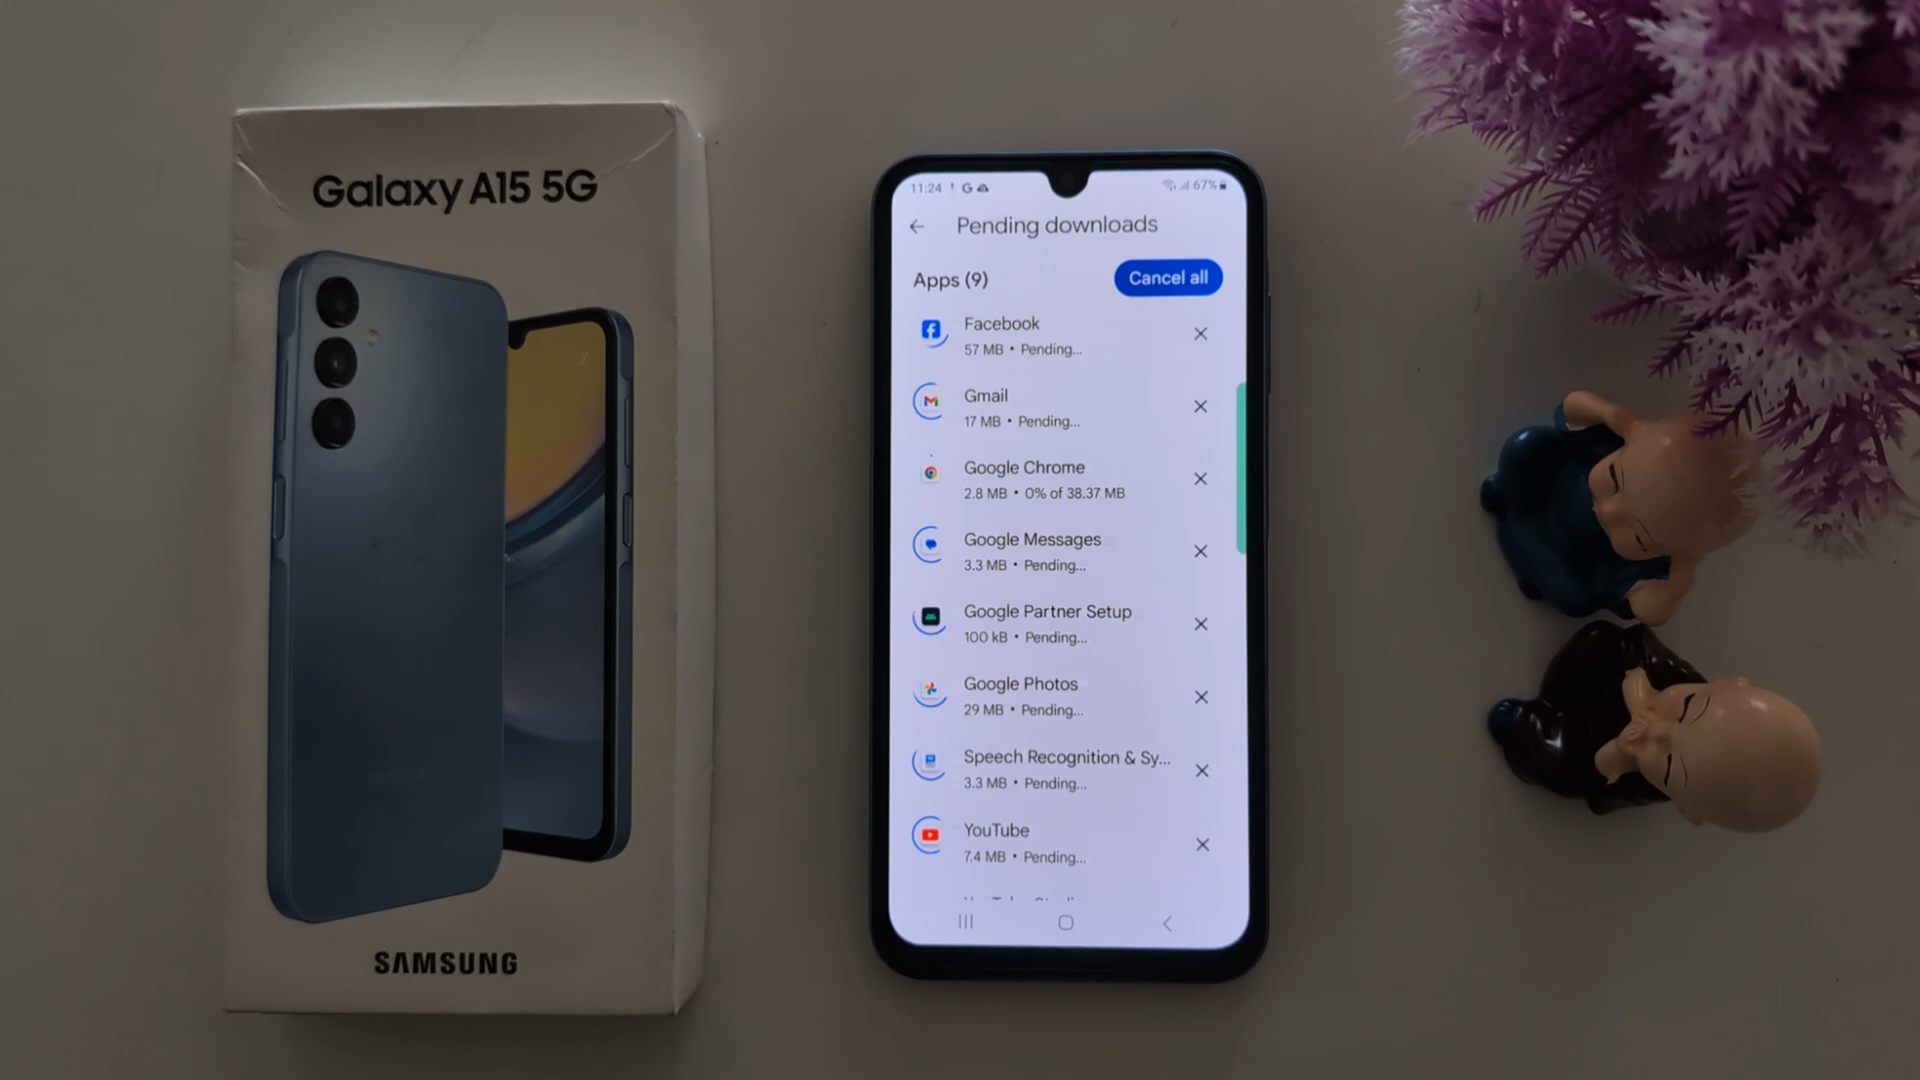 Galaxy A15 5G
SAMSUNG
11:24 ! G 67%
Pending downloads
Apps (9)
Cancel all
Facebook
57 MB • Pending...
Gmail
17 MB • Pending...
Google Chrome
2.8 MB • 0% of 38.37 MB
Google Messages
3.3 MB • Pending...
Google Partner Setup
100 kB • Pending...
Google Photos
29 MB • Pending...
Speech Recognition & Sy...
3.3 MB • Pending...
YouTube
7.4 MB • Pending...